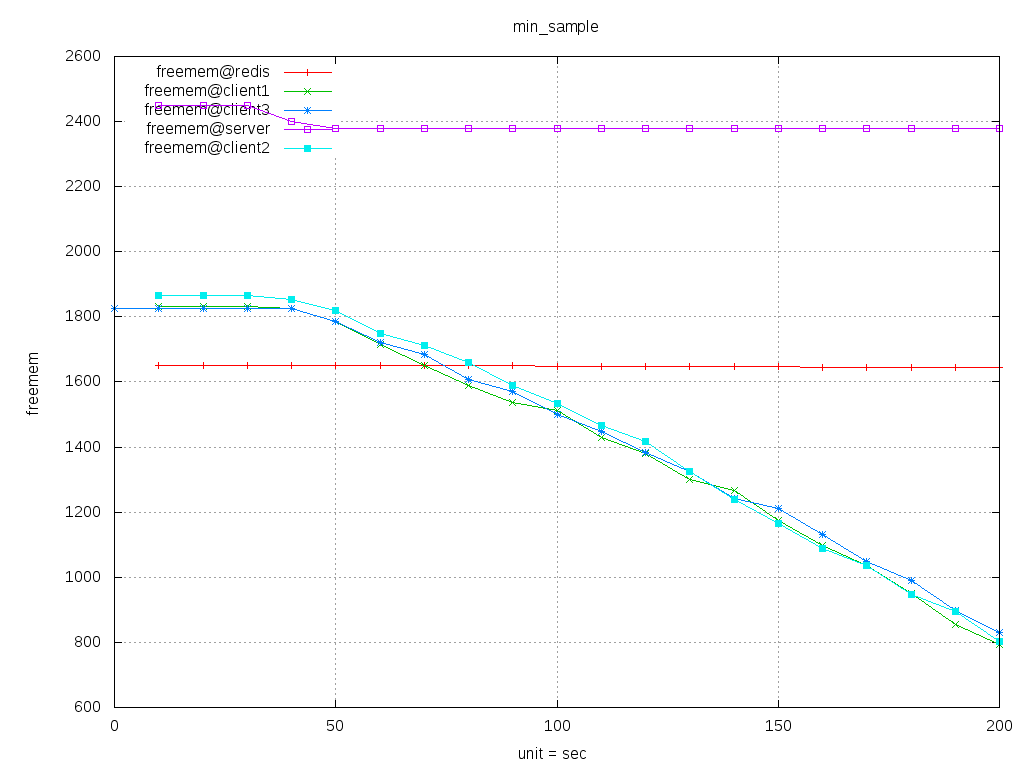 min_sample
freemem@redis
freemem@client1
freemem@client3
freemem@server
freemem@client2
freemem
2600
2400
2200
2000
1800
1600
1400
1200
1000
800
600
0
50
100
150
200
unit = sec